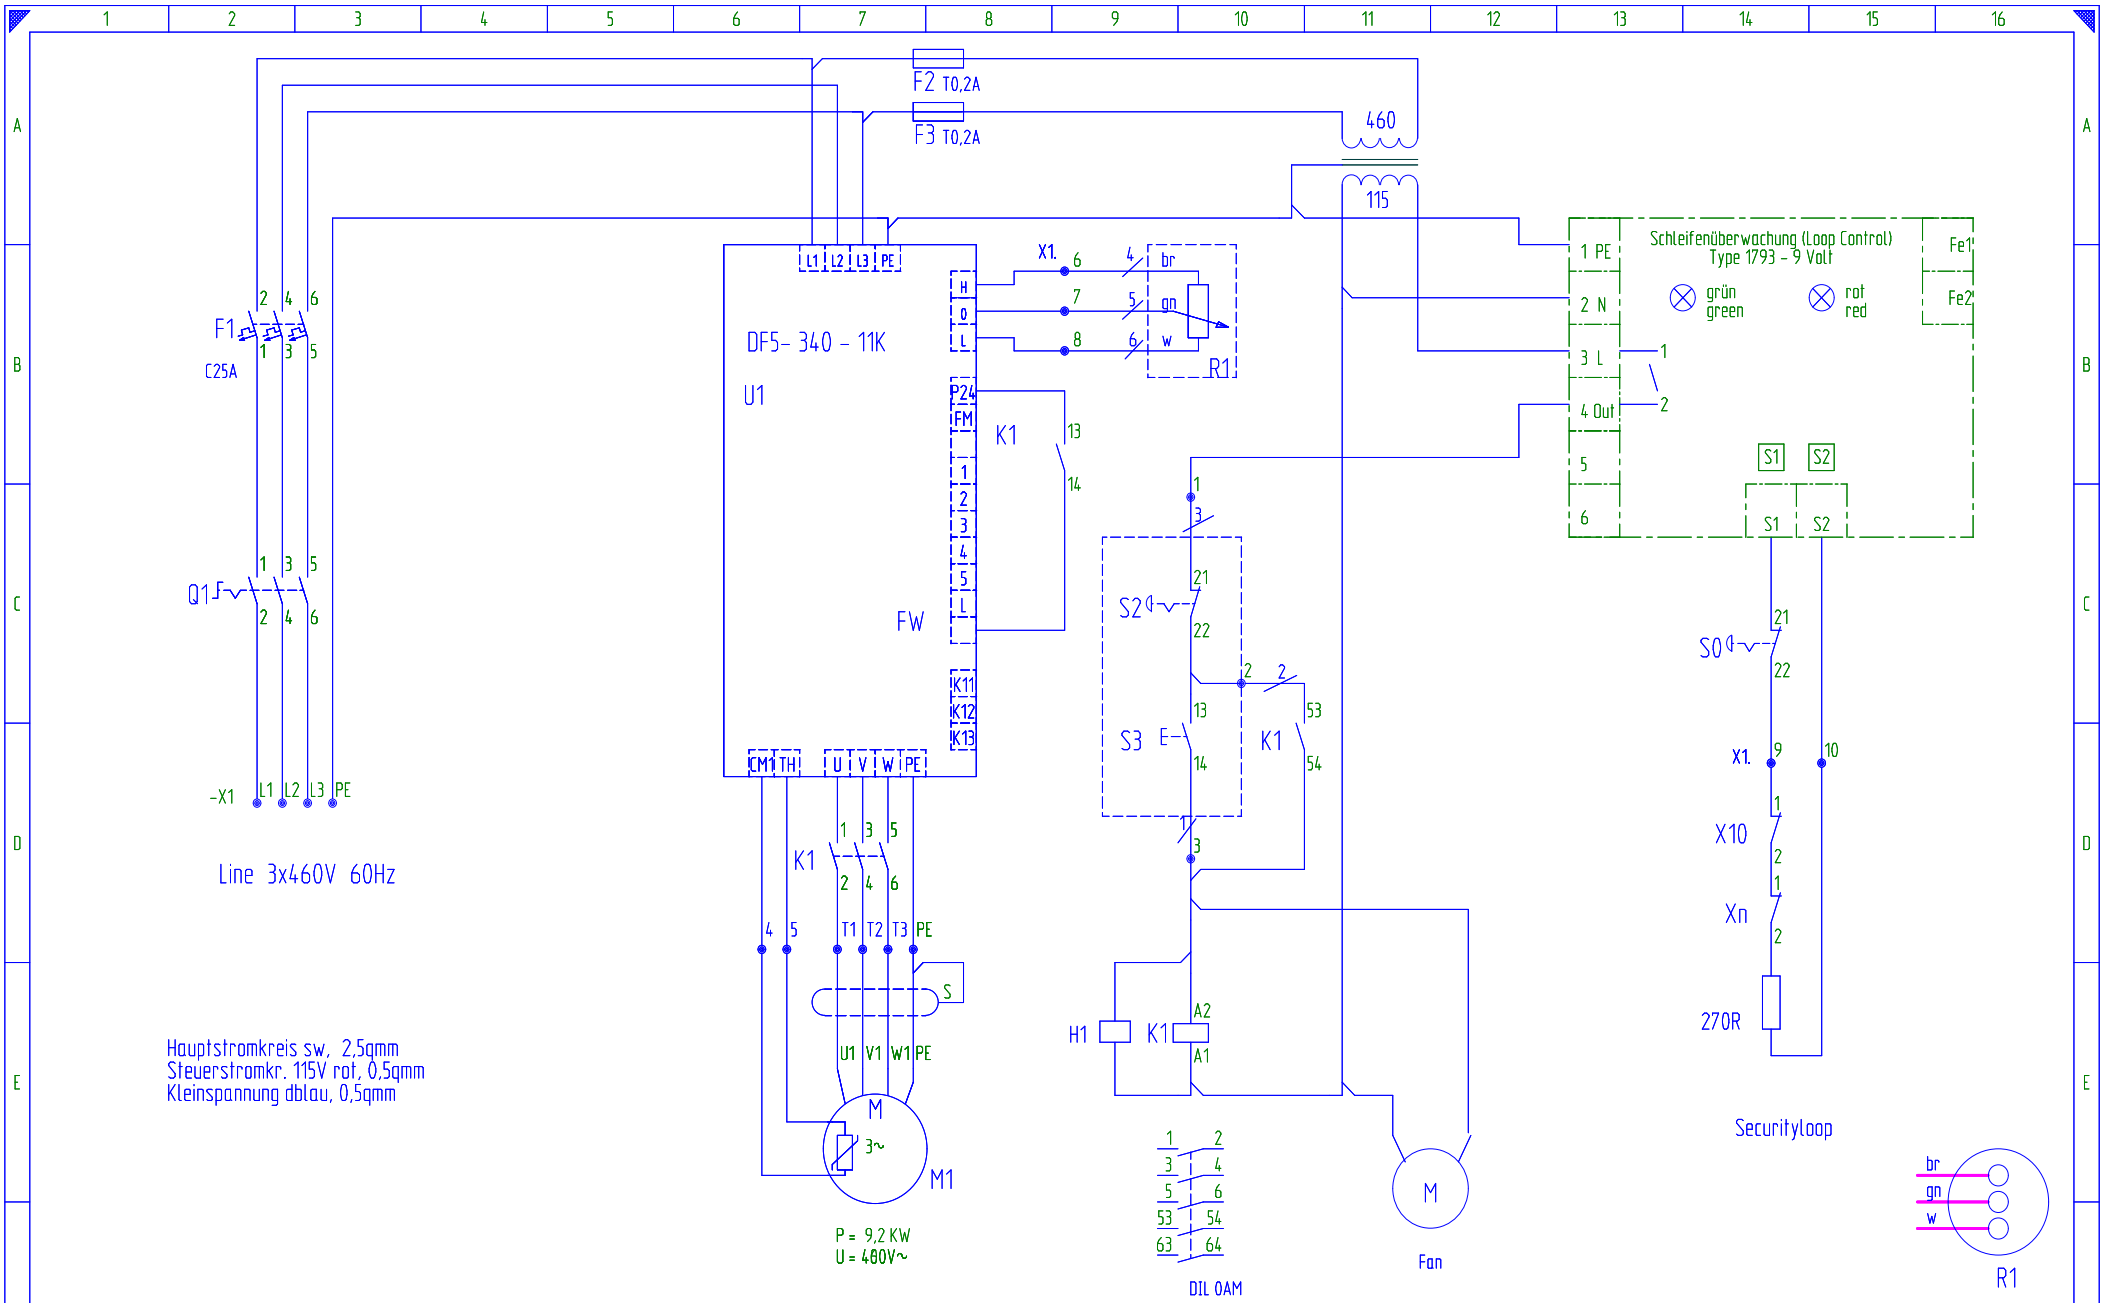 1 2 3 4 5 6 7 8 9 10 11 12 13 14 15 16
A
B
C
D
E
A
B
C
D
E
F2 T0,2A
F3 T0,2A
460
115
2 4 6
F1
1 3 5
C25A
1 3 5
Q1
2 4 6
-X1 L1 L2 L3 PE
Line 3x460V 60Hz
Hauptstromkreis sw, 2,5qmm
Steuerstromkr. 115V rot, 0,5qmm
Kleinspannung dblau, 0,5qmm
L1 L2 L3 PE
DF5- 340 - 11K
U1
FW
H
O
L
P24
FM
1
2
3
4
5
L
K11
K12
K13
CM1 TH U V W PE
X1. 6 4 br
7 5 gn
8 6 w
R1
K1 13
14
1 3 5
K1
2 4 6
4 5 T1 T2 T3 PE
S
U1 V1 W1 PE
M
3~
M1
P = 9,2 KW
U = 400V~
1
3
21
S2
22
2 2
13
S3 E
14
53
K1
54
1
3
A2
H1 K1
A1
1 2
3 4
5 6
53 54
63 64
DIL 0AM
M
Fan
Schleifenüberwachung (Loop Control)
Type 1793 - 9 Volt
1 PE
2 N
3 L
4 Out
5
6
1
2
grün
green
rot
red
Fe1
Fe2
S1 S2
S1 S2
21
S0
22
X1. 9 10
1
X10
2
1
Xn
2
270R
Securityloop
br
gn
w
R1